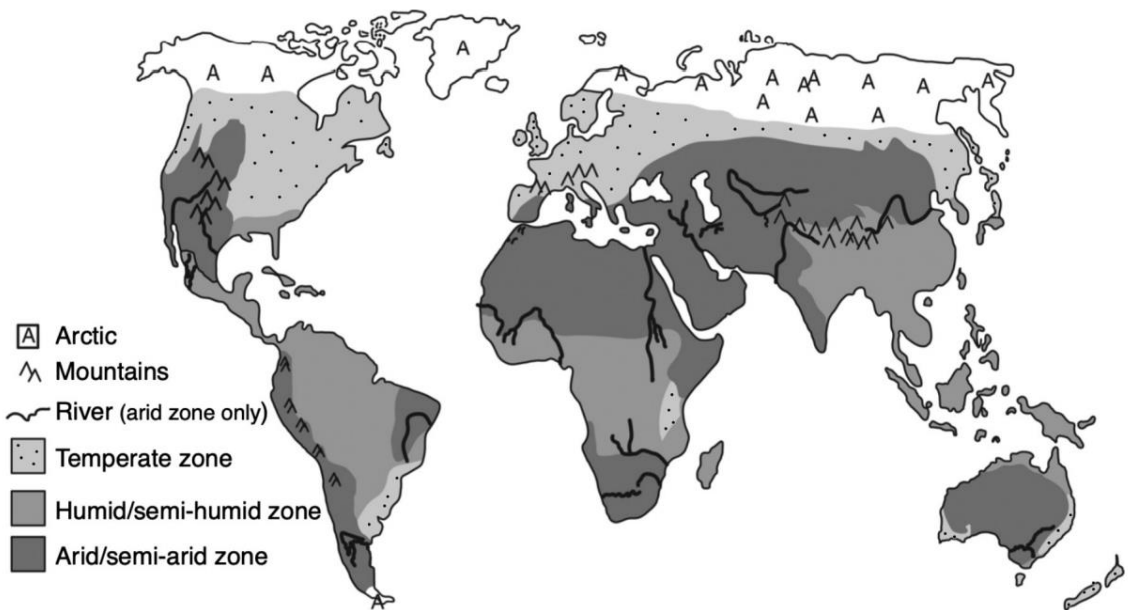 A
A A A A A A A A A A
A A A
A Arctic
Mountains
River (arid zone only)
Temperate zone
Humid/semi-humid zone
Arid/semi-arid zone
A